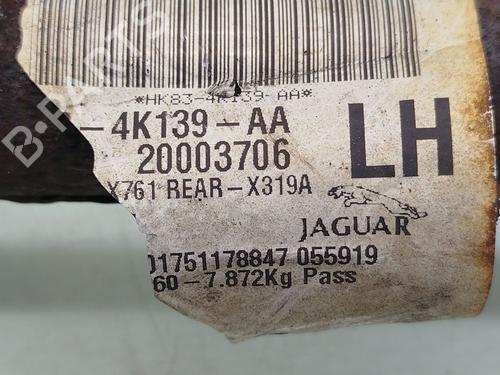 *HK83-4K139-AA*
-4K139-AA
LH
20003706
X761 REAR-X319A
JAGUAR
01751178847 055919
60-7.872Kg Pass
B-PARTS